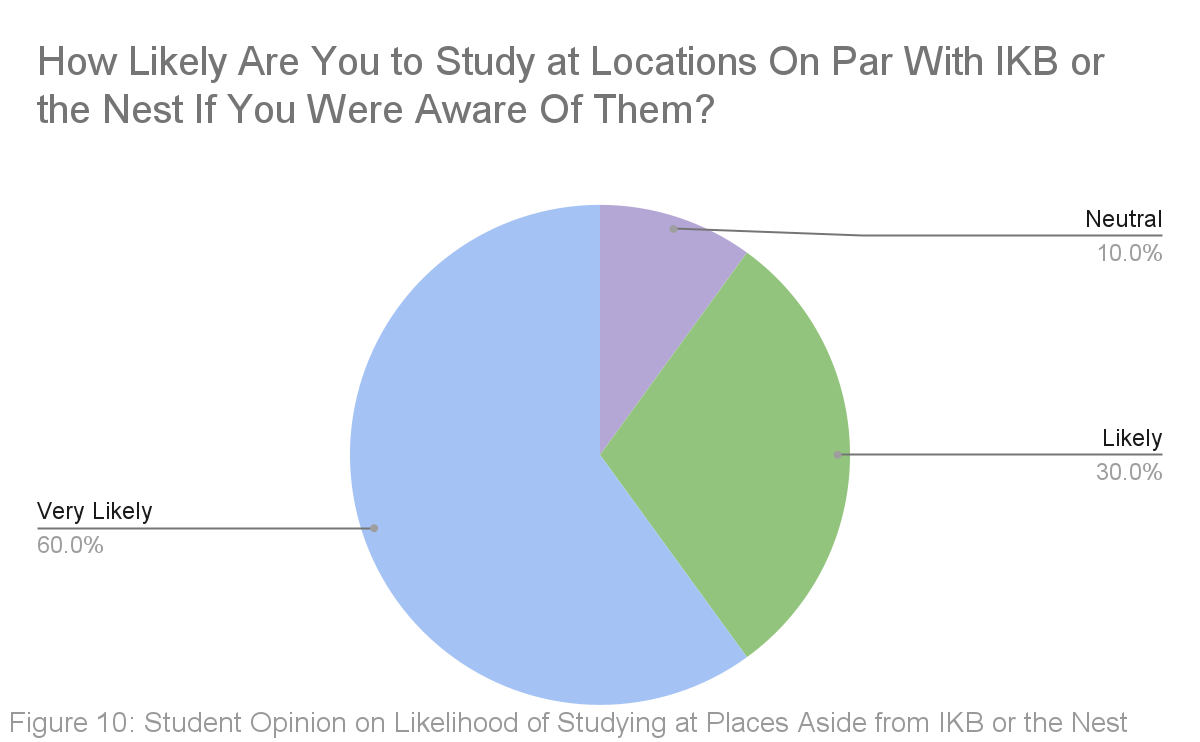 How Likely Are You to Study at Locations On Par With IKB or
the Nest If You Were Aware Of Them?
Neutral
10.0%
Likely
30.0%
Very Likely
60.0%
Figure 10: Student Opinion on Likelihood of Studying at Places Aside from IKB or the Nest